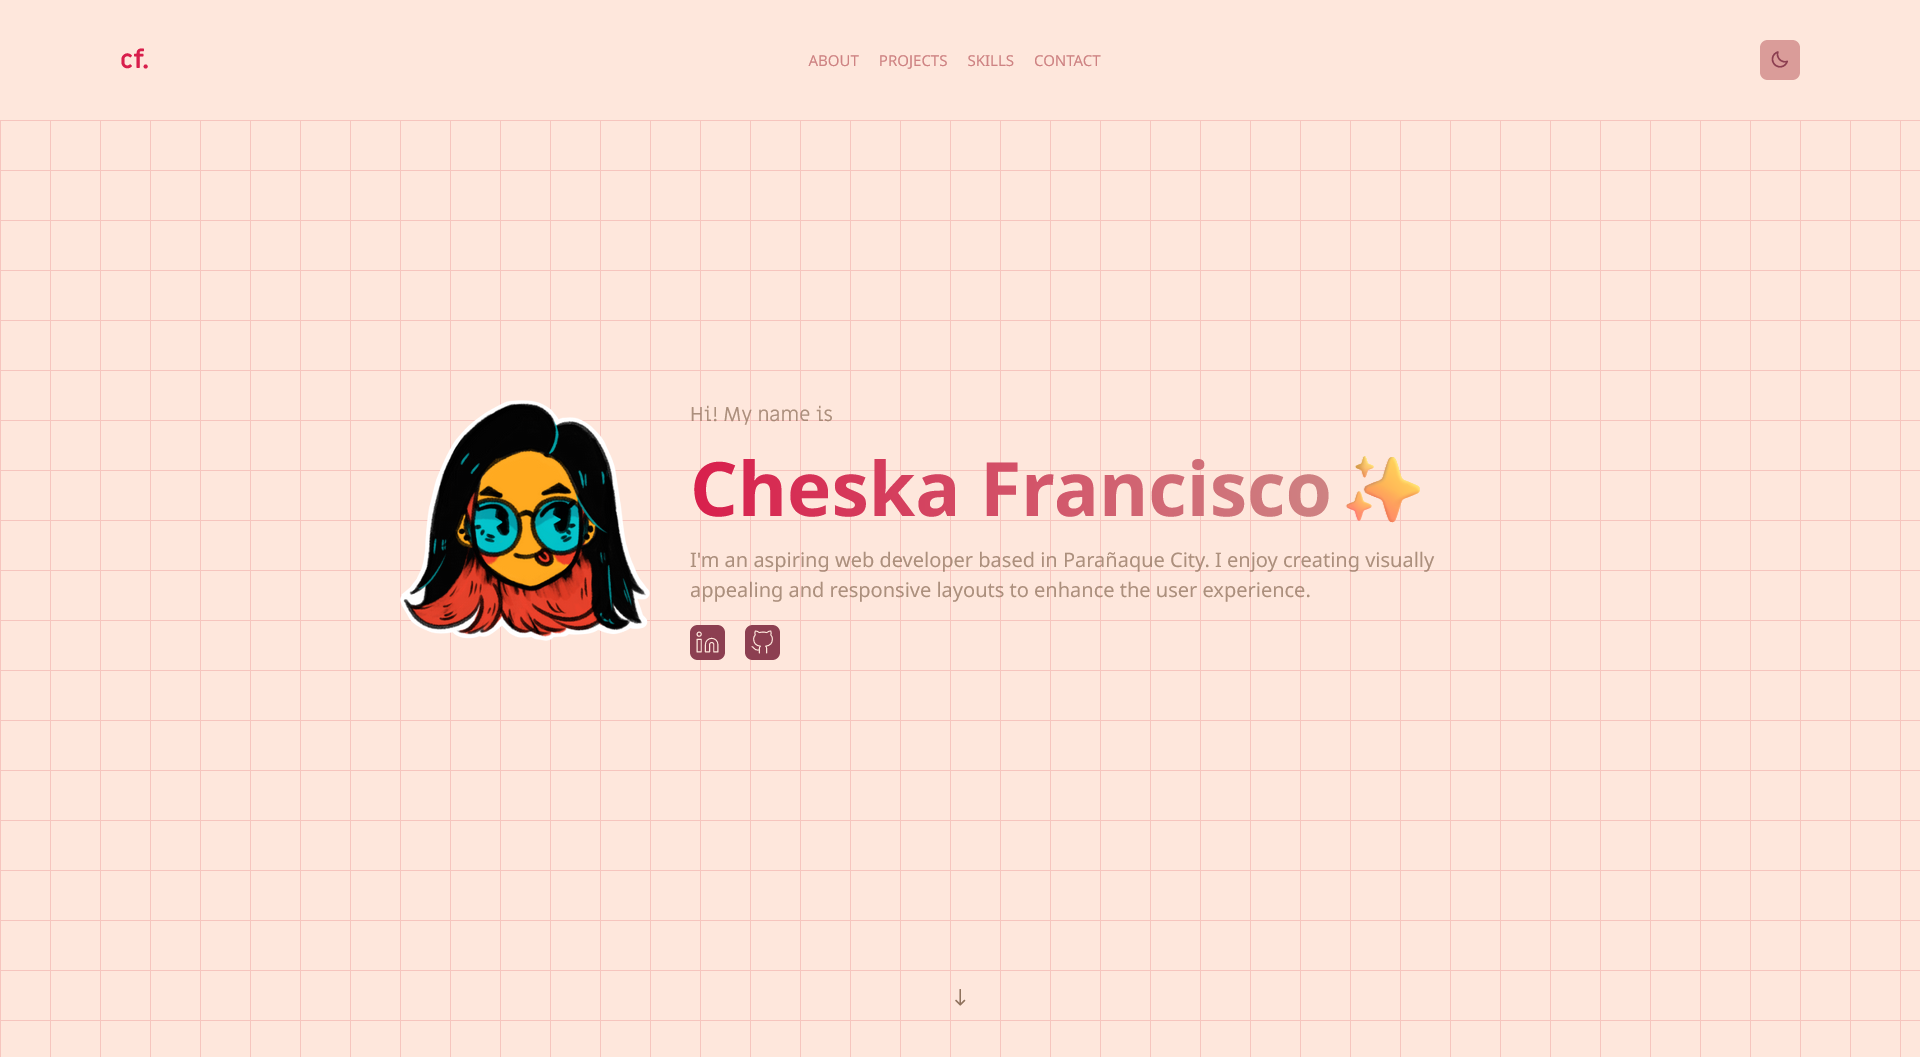 cf.
ABOUT PROJECTS SKILLS CONTACT
Hi! My name is
Cheska Francisco ✨
I'm an aspiring web developer based in Parañaque City. I enjoy creating visually
appealing and responsive layouts to enhance the user experience.